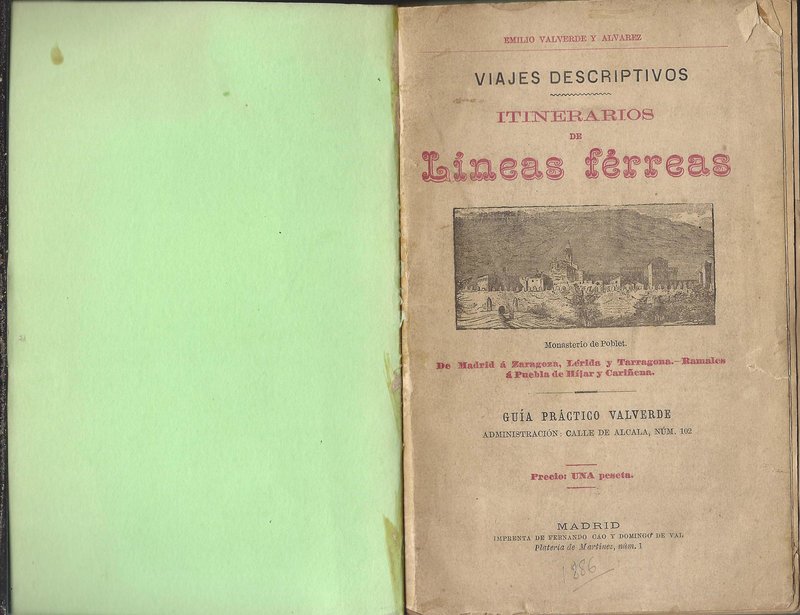 EMILIO VALVERDE Y ALVAREZ
VIAJES DESCRIPTIVOS
ITINERARIOS
DE
Líneas férreas
Monasterio de Poblet.
De Madrid á Zaragoza, Lérida y Tarragona.—Ramales
á Puebla de Híjar y Cariñena.
GUÍA PRÁCTICO VALVERDE
ADMINISTRACIÓN: CALLE DE ALCALA, NÚM. 102
Precio: UNA peseta.
MADRID
IMPRENTA DE FERNANDO CAO Y DOMINGO DE VAL
Platería de Martínez, núm. 1
1886